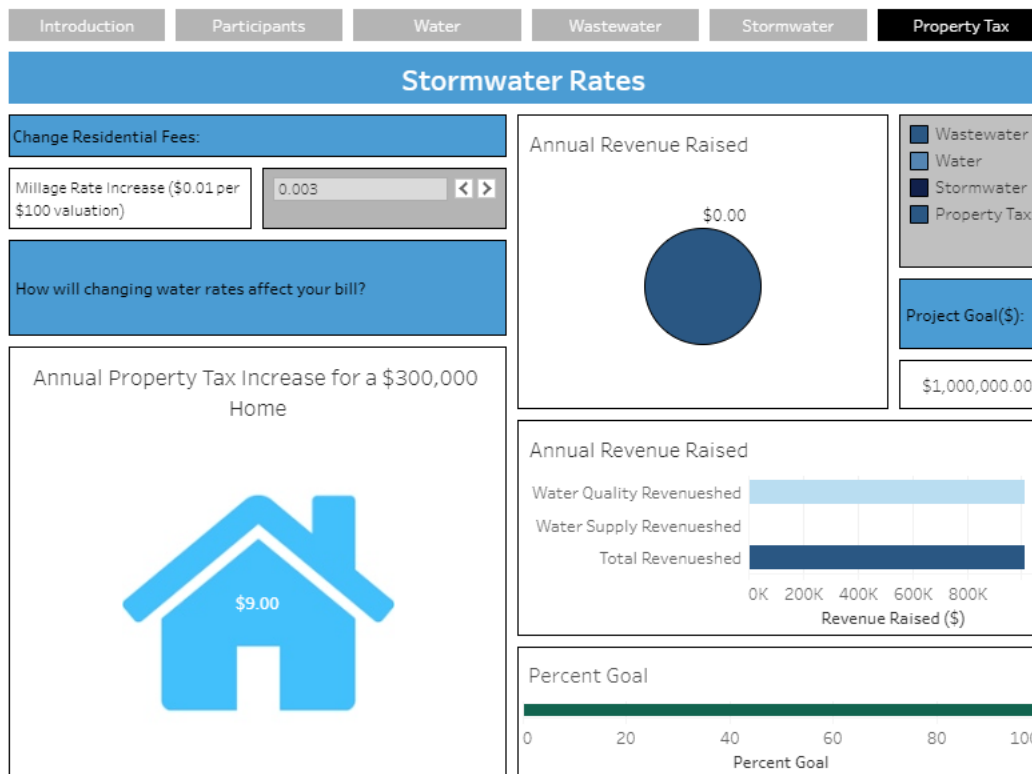 Introduction
Participants
Water
Wastewater
Stormwater
Property Tax
Stormwater Rates
Change Residential Fees:
Millage Rate Increase ($0.01 per
$100 valuation)
0.003
How will changing water rates affect your bill?
Annual Property Tax Increase for a $300,000
Home
$9.00
Annual Revenue Raised
$0.00
Wastewater
Water
Stormwater
Property Tax
Project Goal($):
$1,000,000.00
Annual Revenue Raised
Water Quality Revenueshed
Water Supply Revenueshed
Total Revenueshed
0K 200K 400K 600K 800K
Revenue Raised ($)
Percent Goal
0 20 40 60 80 100
Percent Goal